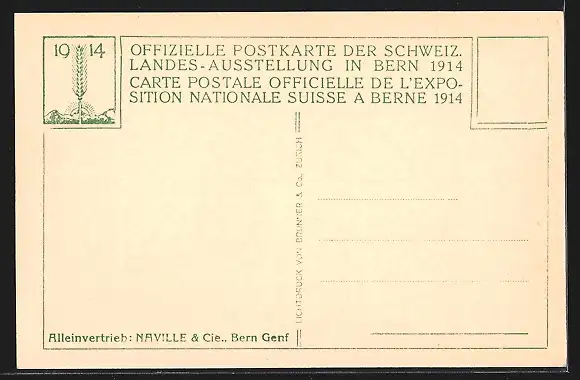 19 14
OFFIZIELLE POSTKARTE DER SCHWEIZ.
LANDES-AUSSTELLUNG IN BERN 1914
CARTE POSTALE OFFICIELLE DE L'EXPO-
SITION NATIONALE SUISSE A BERNE 1914
LICHTDRUCK VON BRUNNER & Co., ZÜRICH
Alleinvertrieb: NAVILLE & Cie., Bern Genf